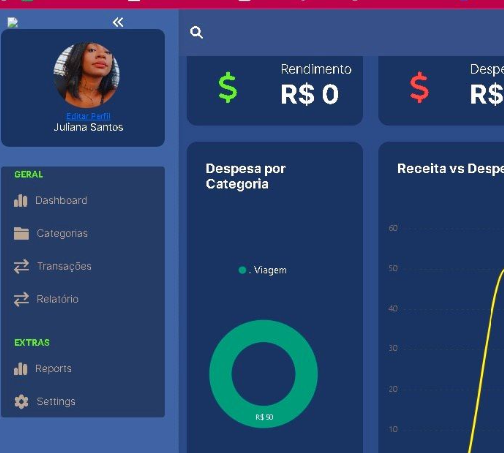 Editar Perfil
Juliana Santos
GERAL
Dashboard
Categorias
Transações
Relatório
EXTRAS
Reports
Settings
Rendimento
R$ 0
Despe
R$
Despesa por
Categoria
. Viagem
R$ 50
Receita vs Despe
60
50
40
30
20
10